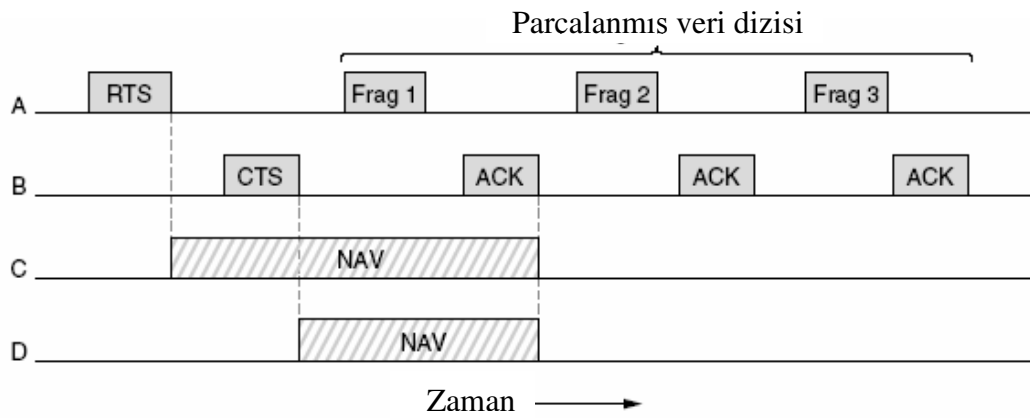 Parcalanmıs veri dizisi
A RTS Frag 1 Frag 2 Frag 3
B CTS ACK ACK ACK
C NAV
D NAV
Zaman